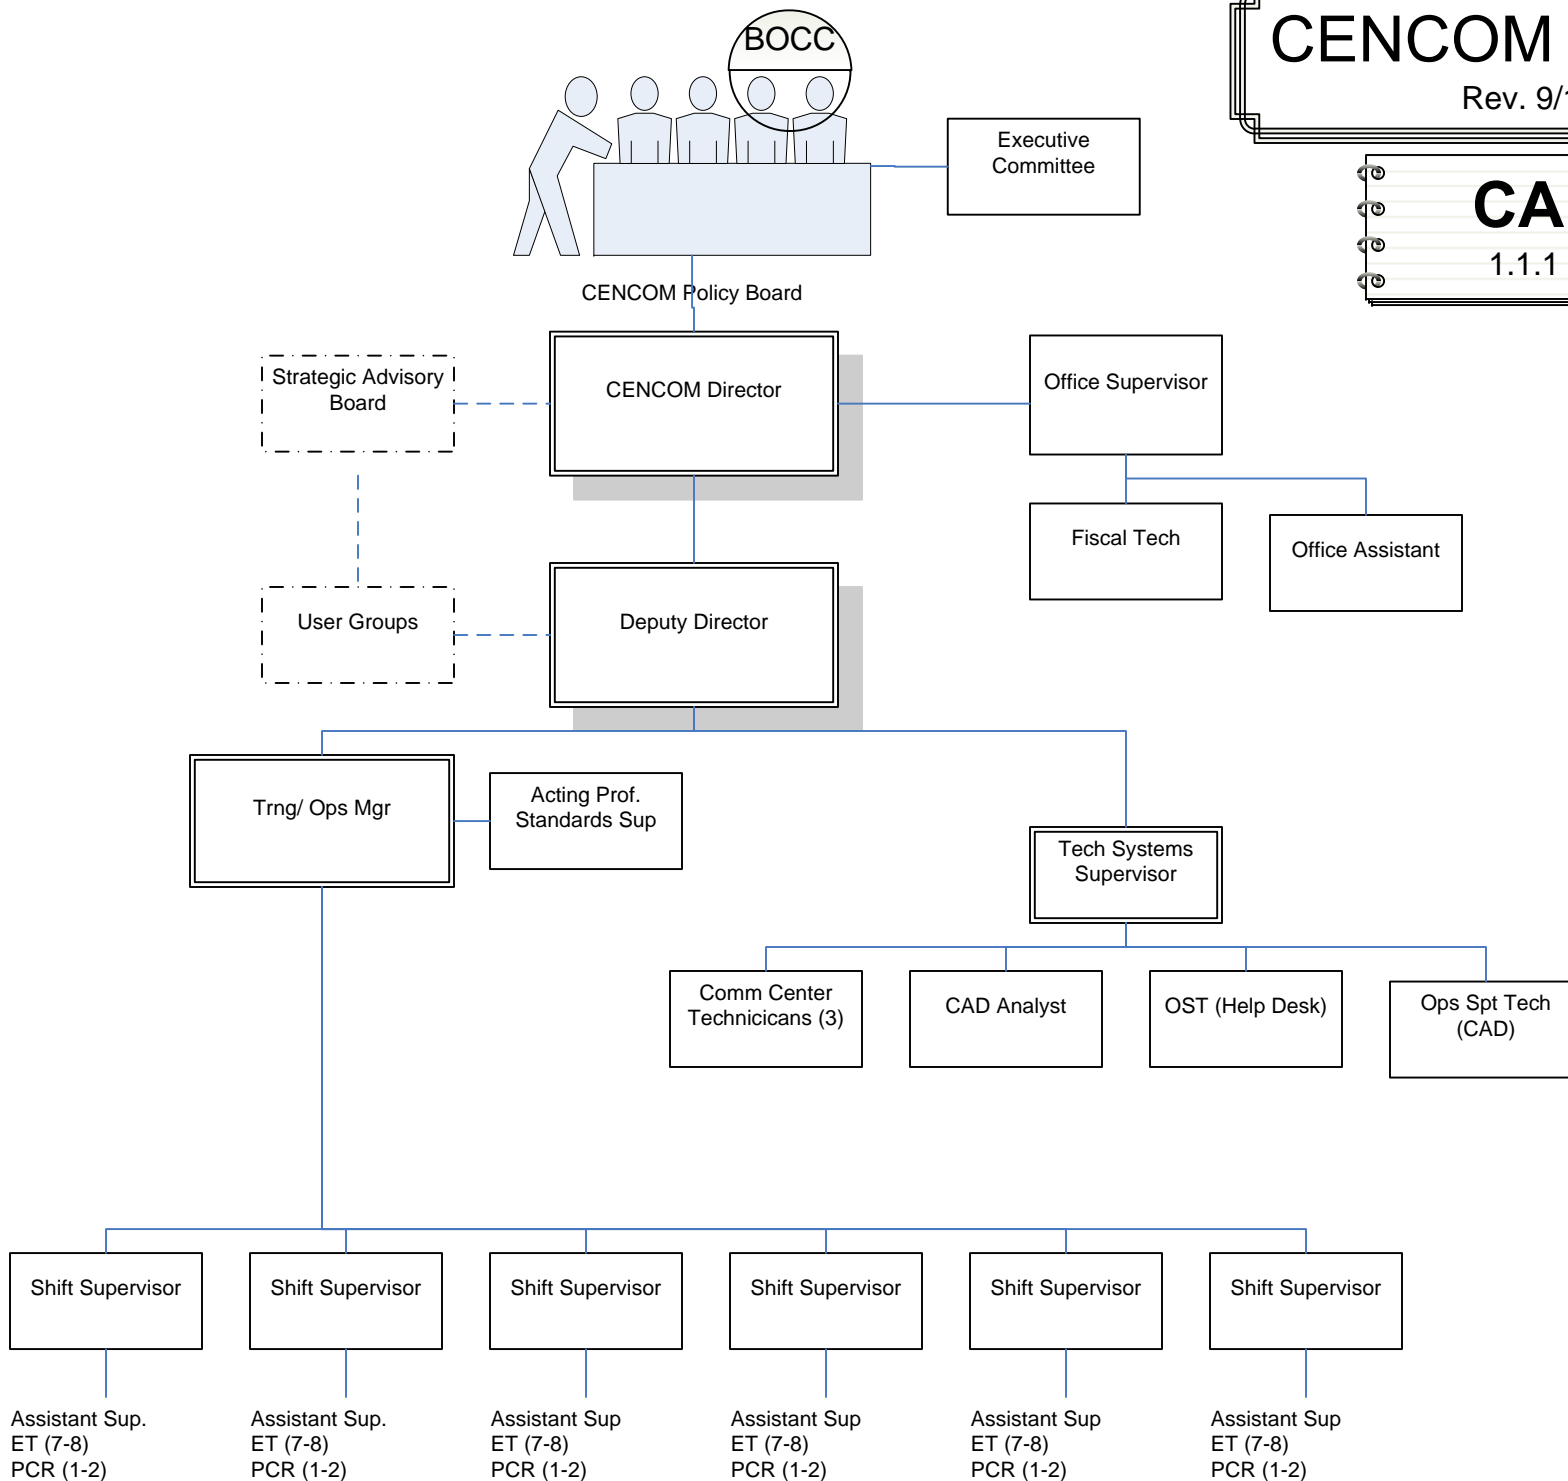 BOCC
CENCOM
Rev. 9/
Executive
Committee
CA
1.1.1
CENCOM Policy Board
Strategic Advisory
Board
CENCOM Director
Office Supervisor
Fiscal Tech
Office Assistant
User Groups
Deputy Director
Trng/ Ops Mgr
Acting Prof.
Standards Sup
Tech Systems
Supervisor
Comm Center
Technicicans (3)
CAD Analyst
OST (Help Desk)
Ops Spt Tech
(CAD)
Shift Supervisor
Shift Supervisor
Shift Supervisor
Shift Supervisor
Shift Supervisor
Shift Supervisor
Assistant Sup.
ET (7-8)
PCR (1-2)
Assistant Sup.
ET (7-8)
PCR (1-2)
Assistant Sup
ET (7-8)
PCR (1-2)
Assistant Sup
ET (7-8)
PCR (1-2)
Assistant Sup
ET (7-8)
PCR (1-2)
Assistant Sup
ET (7-8)
PCR (1-2)